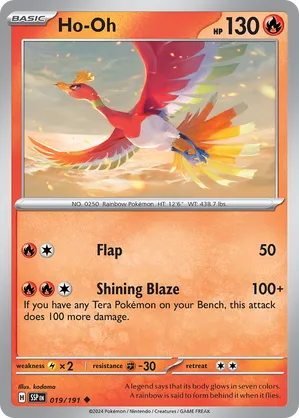 BASIC
Ho-Oh
HP 130
NO. 0250 Rainbow Pokémon HT: 12'6" WT: 438.7 lbs
Flap 50
Shining Blaze 100+
If you have any Tera Pokémon on your Bench, this attack
does 100 more damage.
weakness ×2 resistance -30 retreat
Illus. kodama
H SSP EN 019/191
A legend says that its body glows in seven colors.
A rainbow is said to form behind it when it flies.
©2024 Pokémon / Nintendo / Creatures / GAME FREAK